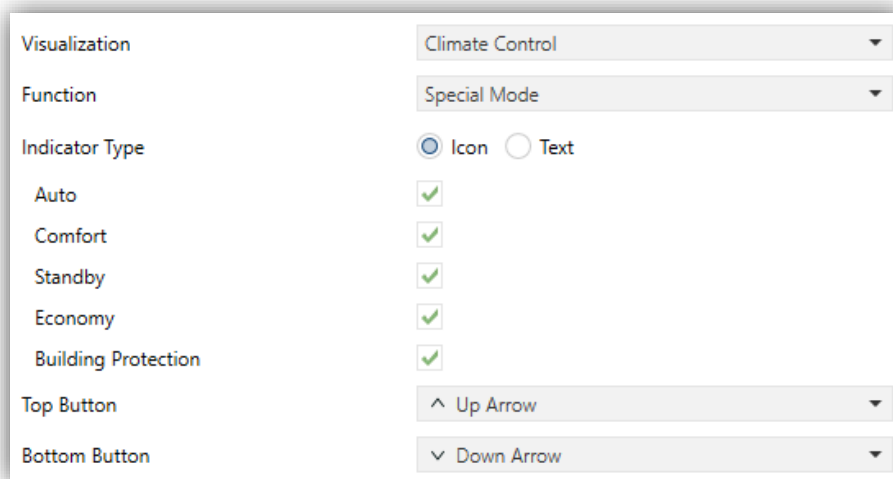 Visualization Climate Control
Function Special Mode
Indicator Type Icon Text
Auto
Comfort
Standby
Economy
Building Protection
Top Button Up Arrow
Bottom Button Down Arrow